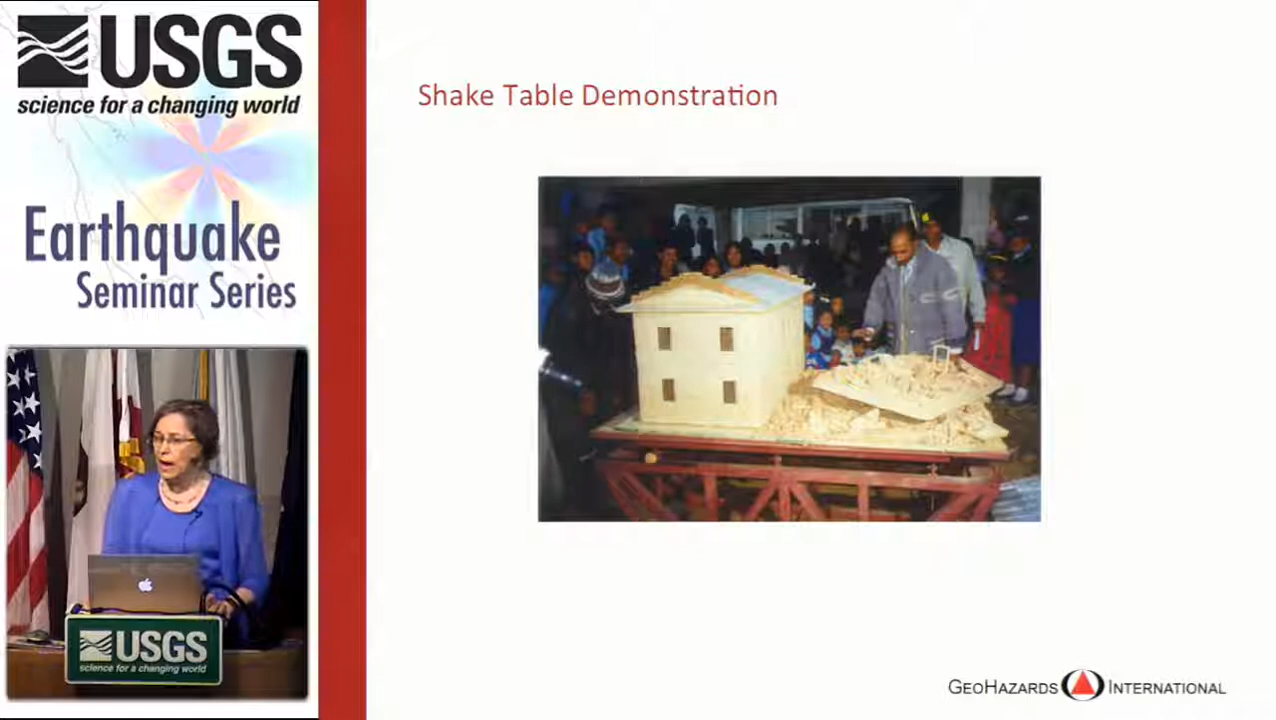 USGS
science for a changing world
Earthquake
Seminar Series
USGS
science for a changing world
Shake Table Demonstration
GEOHAZARDS INTERNATIONAL